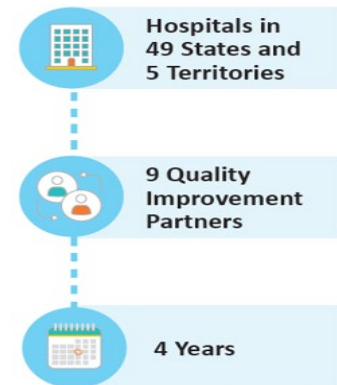 Hospitals in
49 States and
5 Territories
9 Quality
Improvement
Partners
4 Years